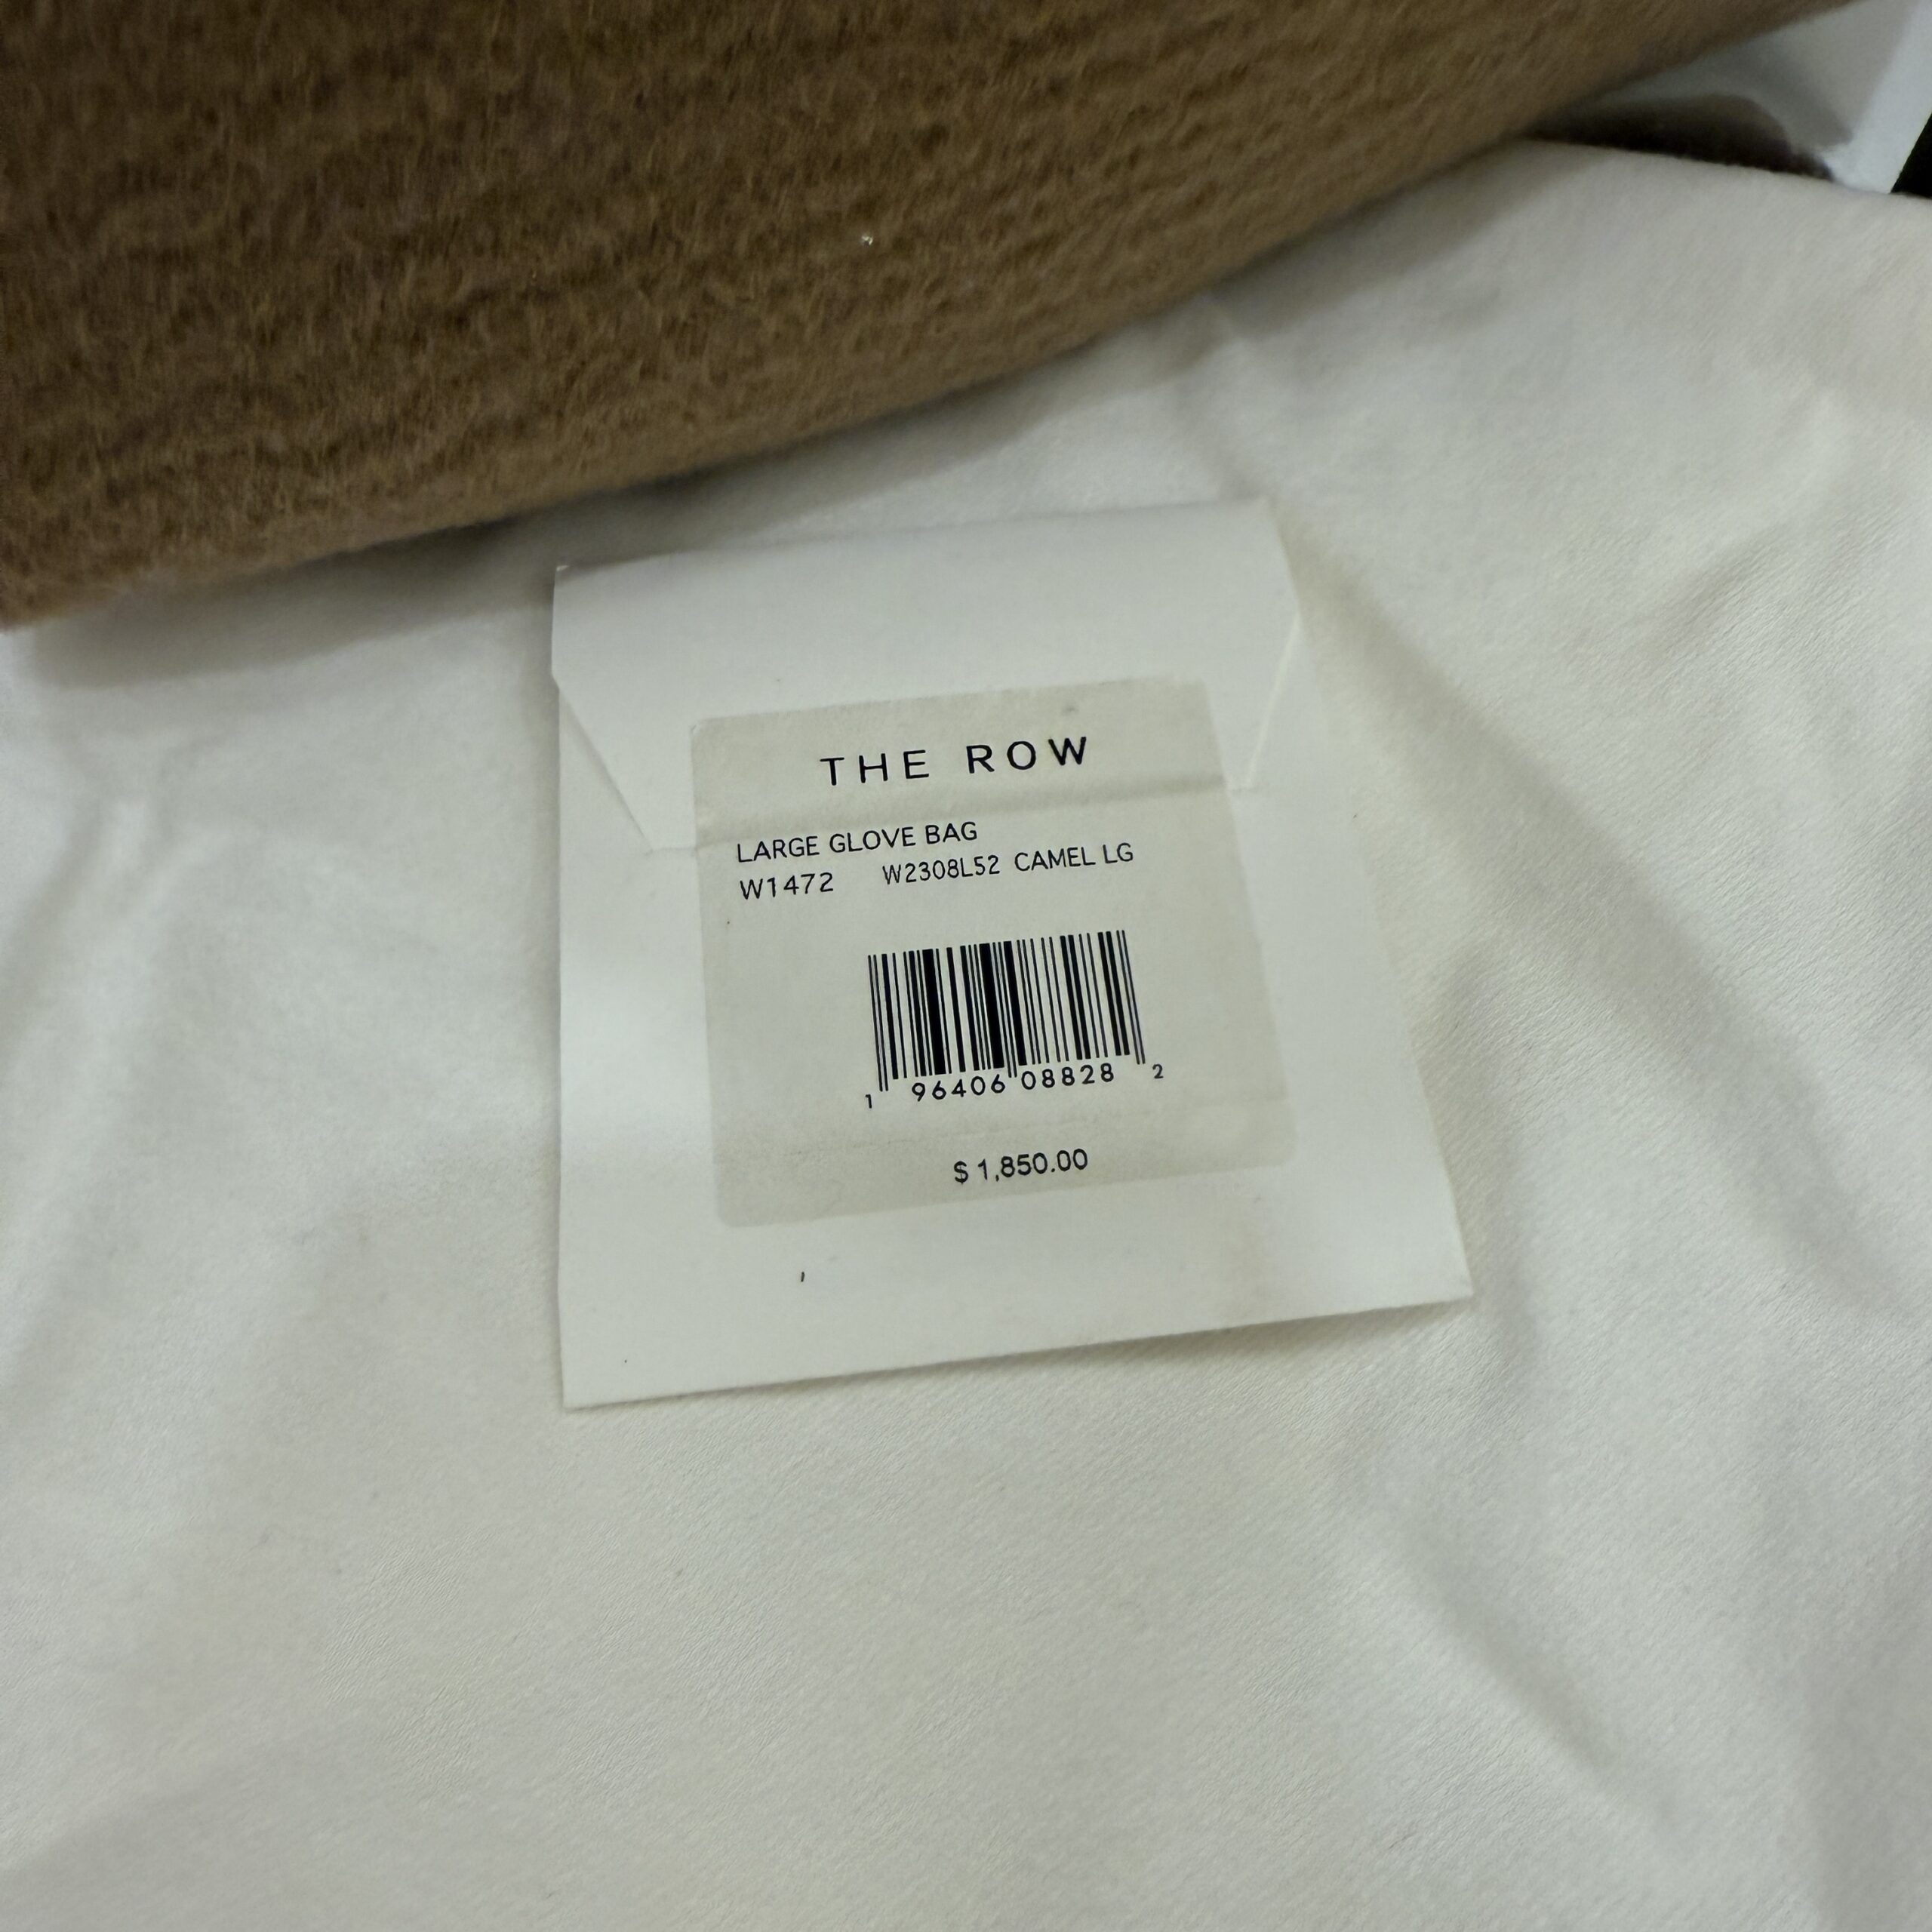 THE ROW
LARGE GLOVE BAG
W1472 W2308L52 CAMEL LG
1 96406 08828 2
$ 1,850.00